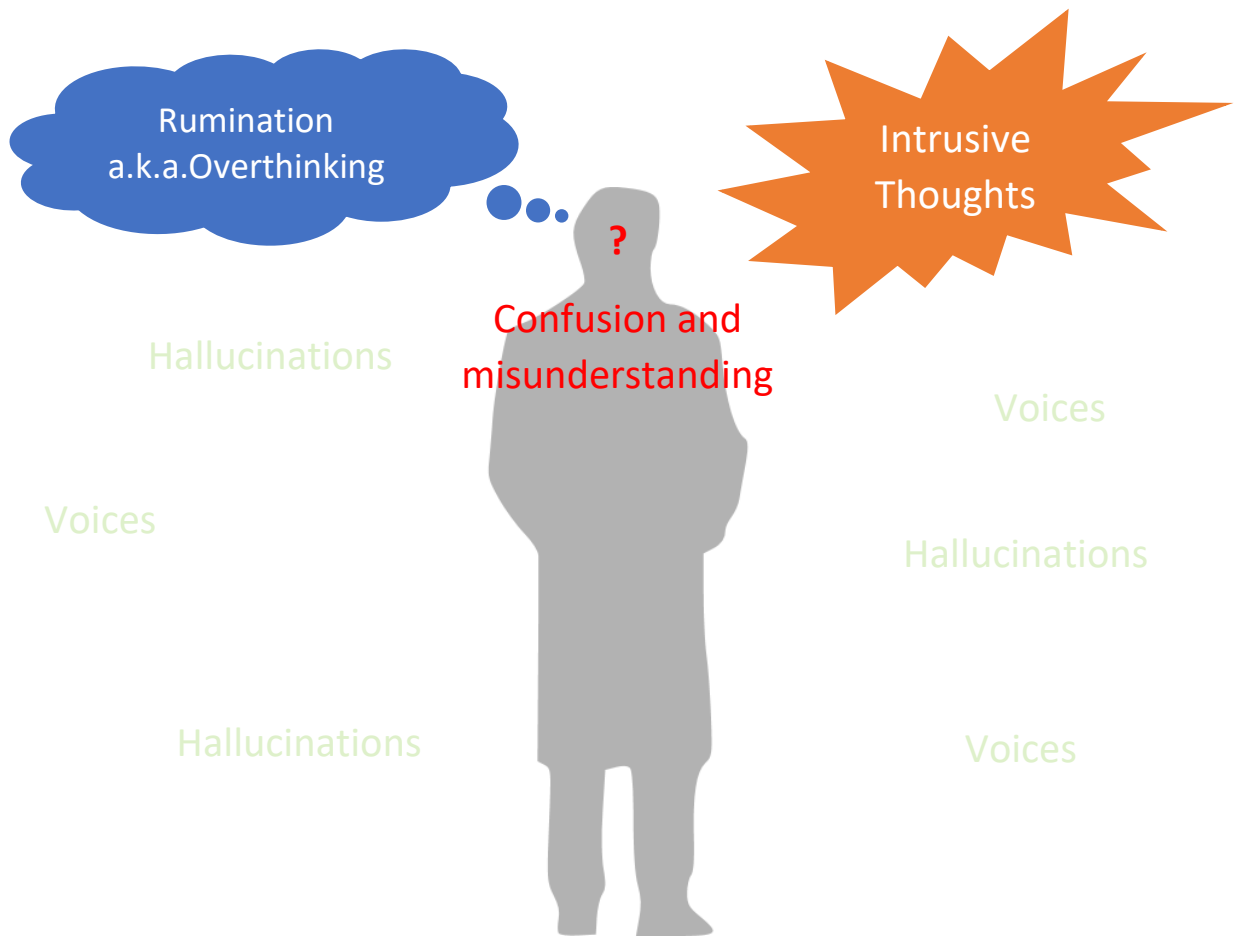 Rumination
a.k.a.Overthinking
Intrusive
Thoughts
?
Confusion and
misunderstanding
Hallucinations
Voices
Voices
Hallucinations
Hallucinations
Voices